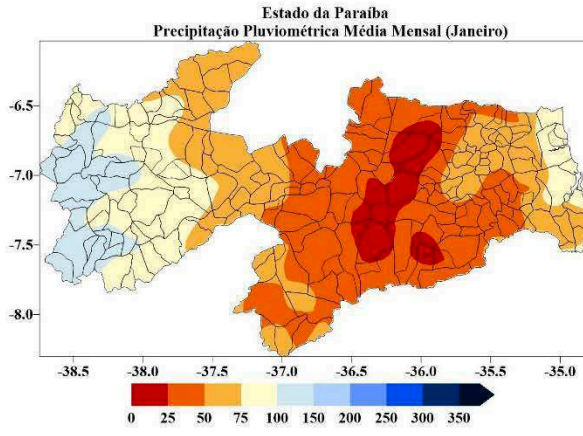 Estado da Paraíba
Precipitação Pluviométrica Média Mensal (Janeiro)
-6.5
-7.0
-7.5
-8.0
-38.5 -38.0 -37.5 -37.0 -36.5 -36.0 -35.5 -35.0
0 25 50 75 100 150 200 250 300 350